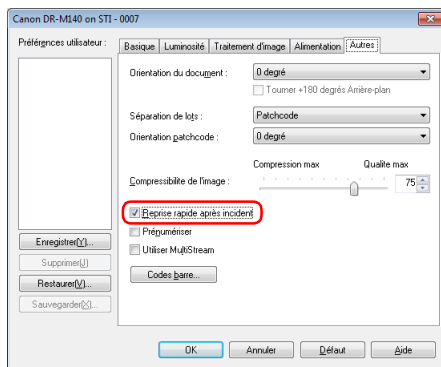 Canon DR-M140 on STI - 0007
Préférences utilisateur :
Basique Luminosité Traitement d'image Alimentation Autres
Orientation du document : 0 degré
Tourner +180 degrés Arrière-plan
Séparation de lots : Patchcode
Orientation patchcode : 0 degré
Compression max Qualite max
Compressibilite de l'image : 75
Reprise rapide après incident
Prénumériser
Utiliser MultiStream
Codes barre...
Enregistrer(Y)...
Supprimer(J)
Restaurer(V)...
Sauvegarder(X)...
OK Annuler Défaut Aide